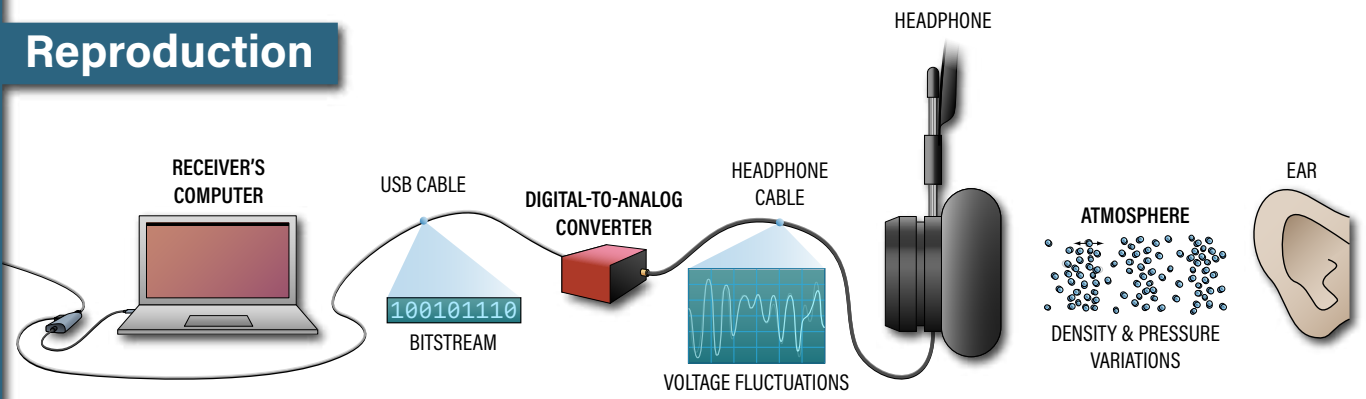 Reproduction
RECEIVER'S
COMPUTER
USB CABLE
100101110
BITSTREAM
DIGITAL-TO-ANALOG
CONVERTER
HEADPHONE
CABLE
VOLTAGE FLUCTUATIONS
HEADPHONE
ATMOSPHERE
DENSITY & PRESSURE
VARIATIONS
EAR